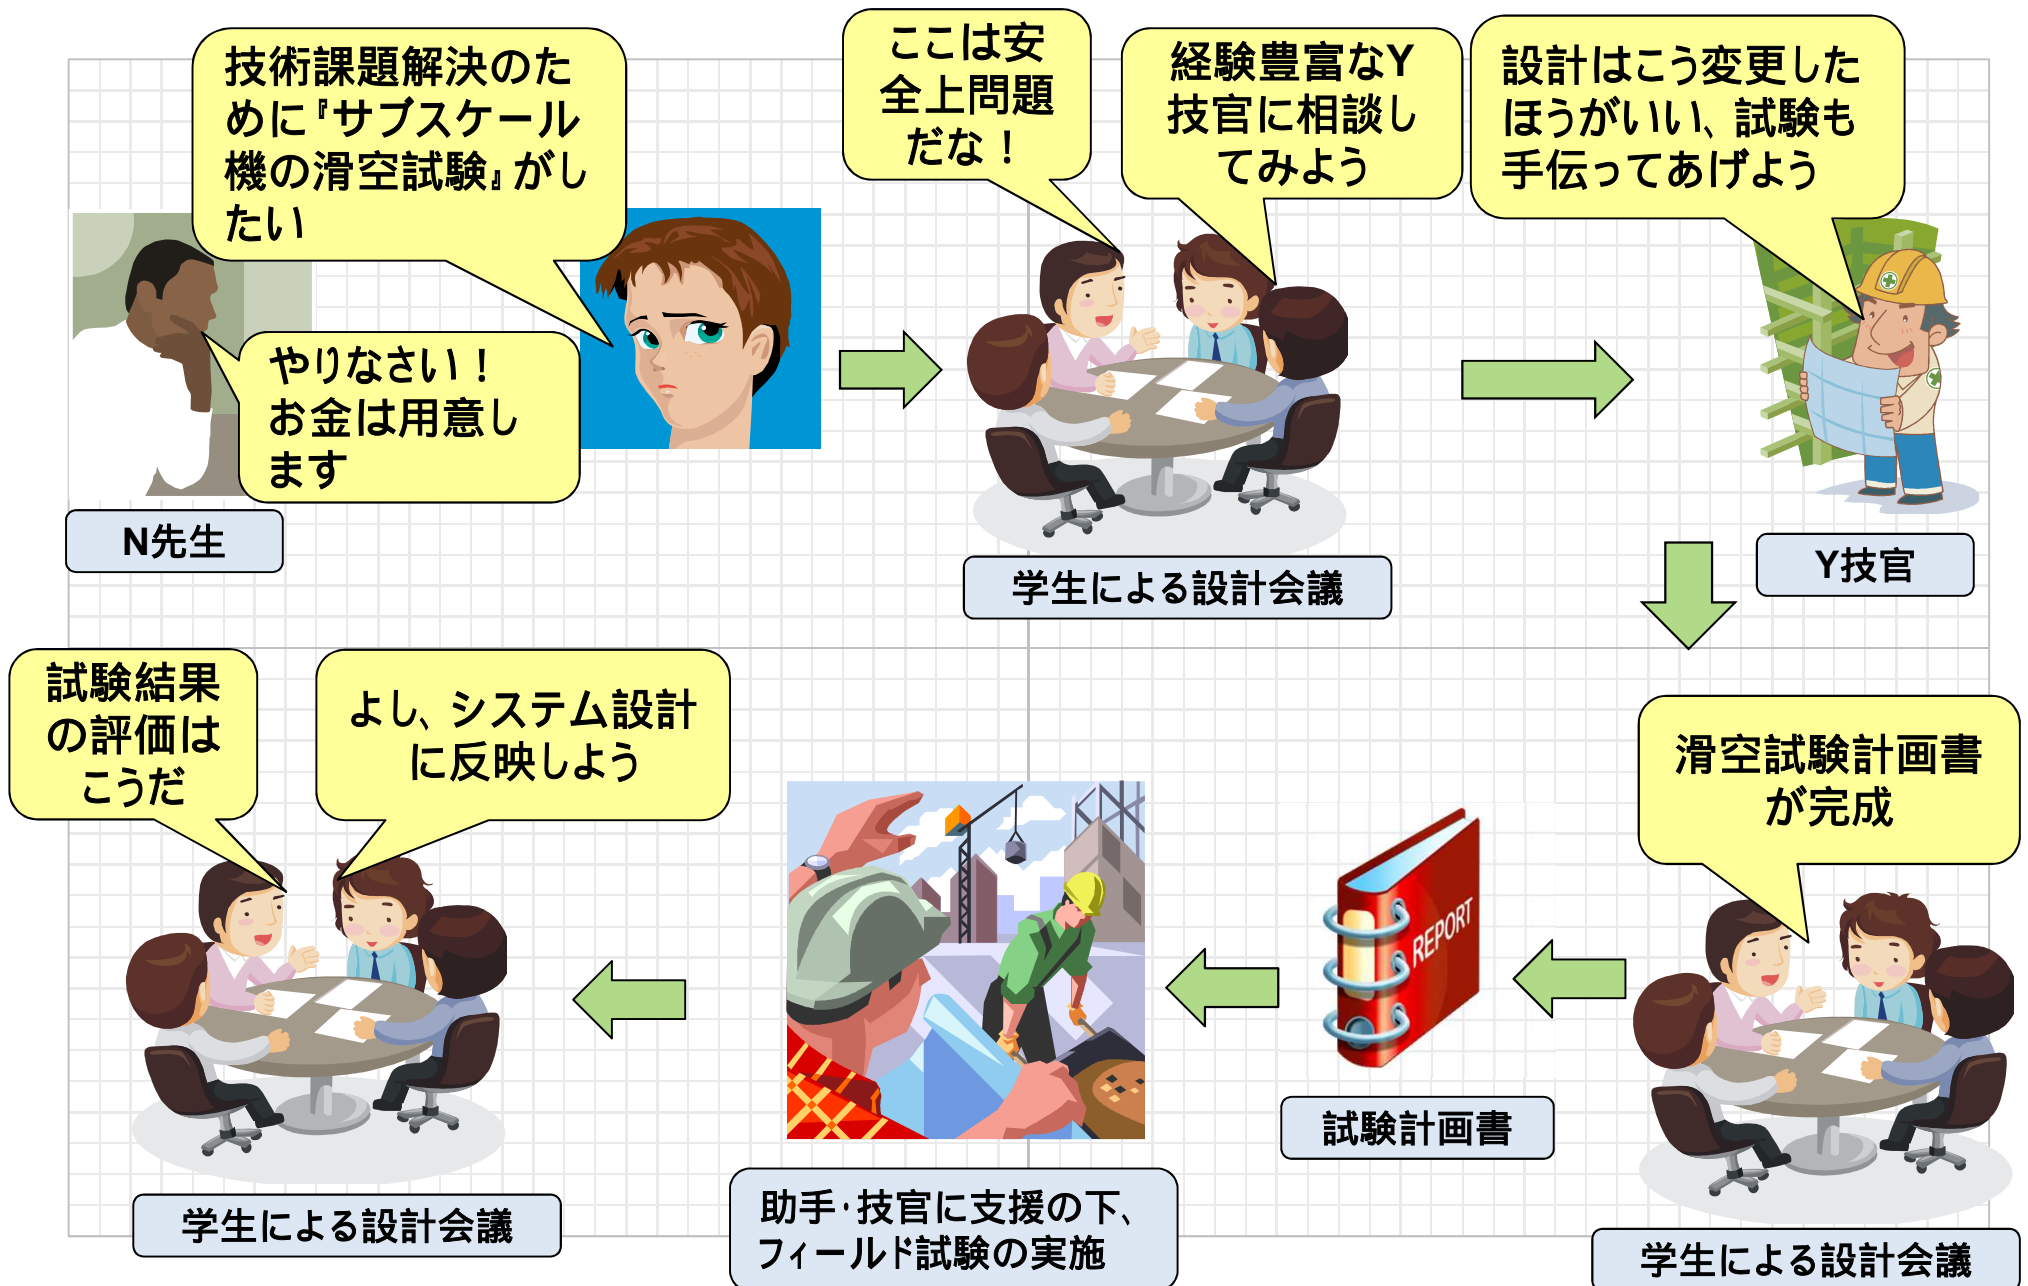 技術課題解決のた
めに『サブスケール
機の滑空試験』がし
たい
やりなさい！
お金は用意し
ます
N先生
ここは安
全上問題
だな！
経験豊富なY
技官に相談し
てみよう
学生による設計会議
設計はこう変更した
ほうがいい、試験も
手伝ってあげよう
Y技官
滑空試験計画書
が完成
学生による設計会議
REPORT
試験計画書
助手・技官に支援の下、
フィールド試験の実施
試験結果
の評価は
こうだ
よし、システム設計
に反映しよう
学生による設計会議